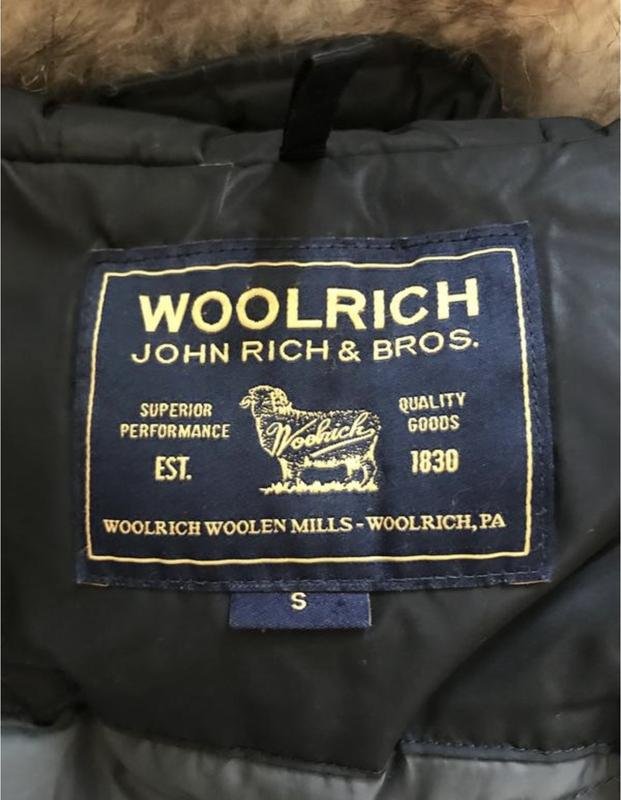 WOOLRICH
JOHN RICH & BROS.
SUPERIOR
PERFORMANCE
EST.
Woolrich
QUALITY
GOODS
1830
WOOLRICH WOOLEN MILLS - WOOLRICH, PA
S